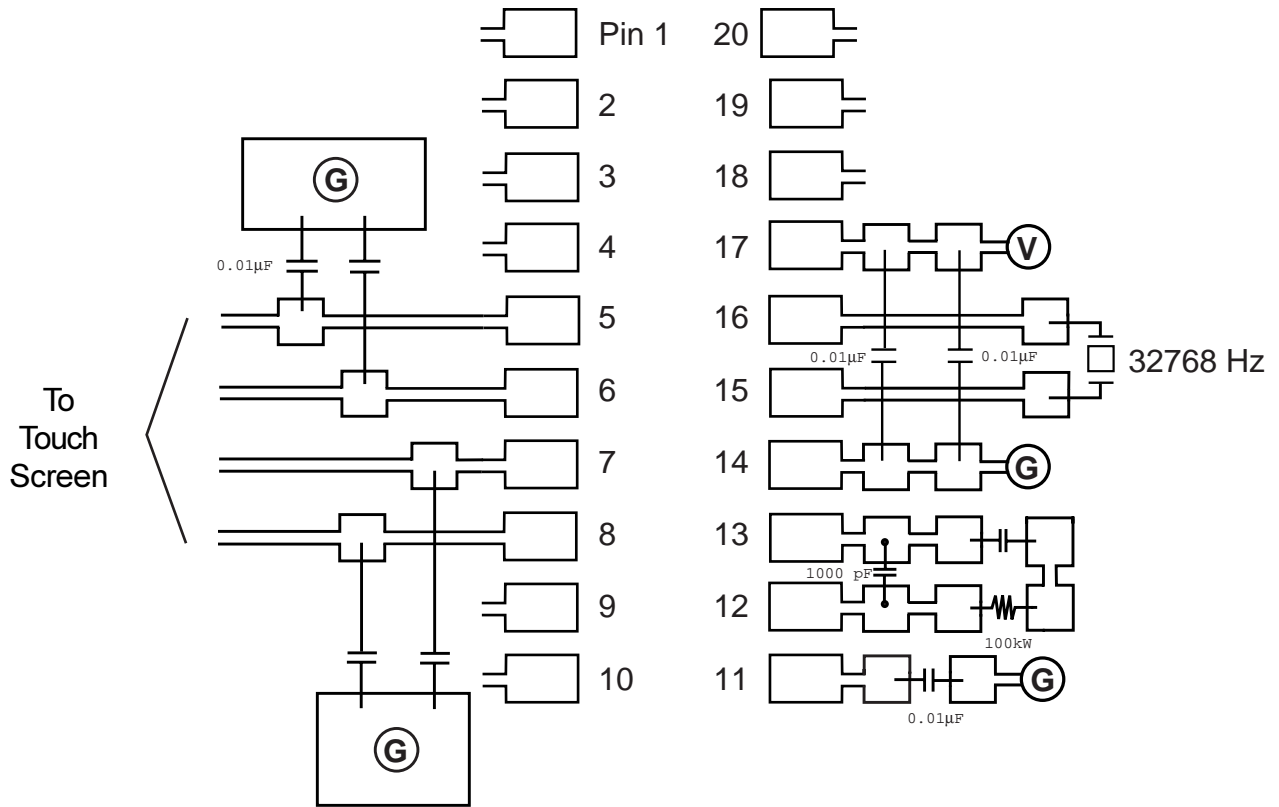 Pin 1 20
2 19
3 18
4 17
5 16
6 15
7 14
8 13
9 12
10 11
G
0.01µF
To
Touch
Screen
G
V
0.01µF 0.01µF
32768 Hz
G
1000 pF
100kW
G
0.01µF